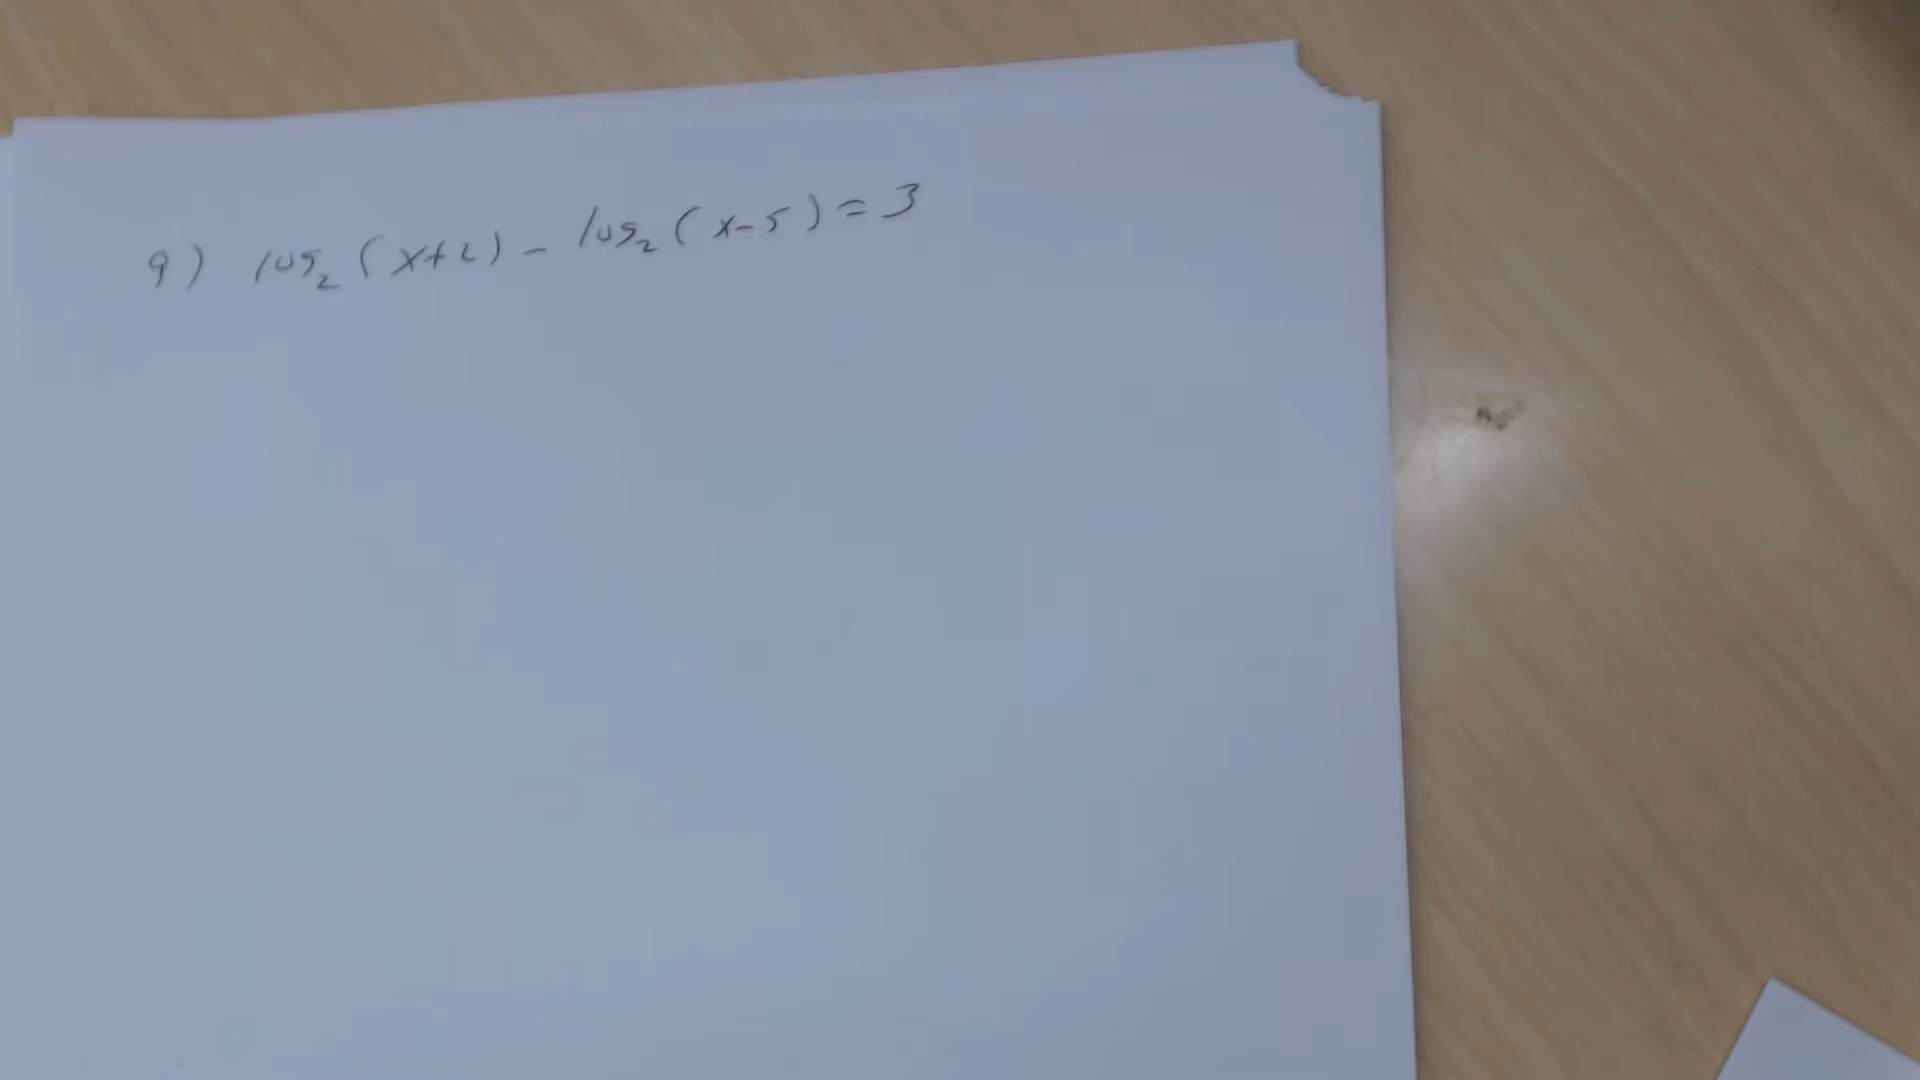 9) log₂(x+2) - log₂(x-5) = 3